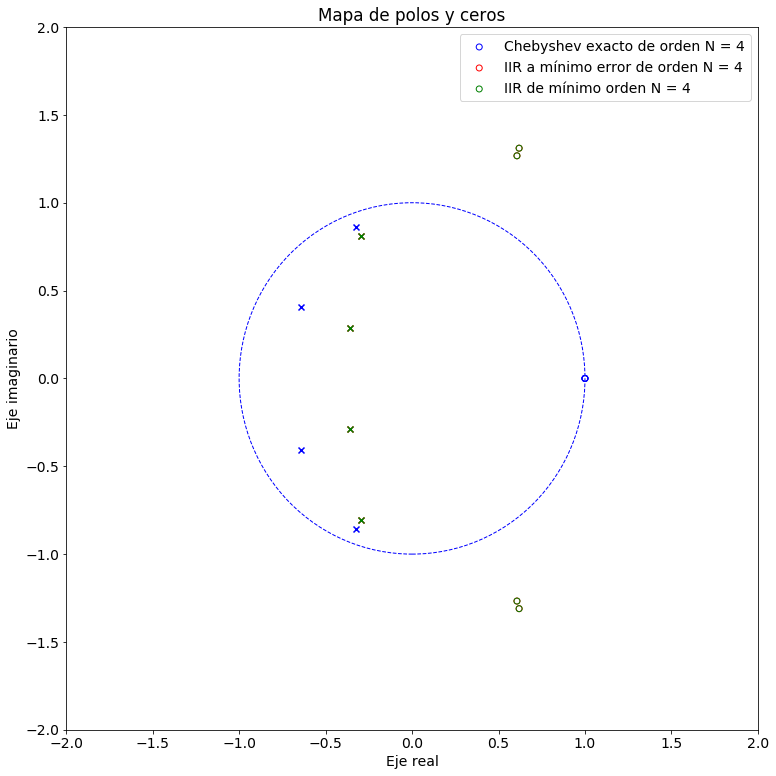 Mapa de polos y ceros
Chebyshev exacto de orden N = 4
IIR a mínimo error de orden N = 4
IIR de mínimo orden N = 4
2.0
1.5
1.0
0.5
0.0
−0.5
−1.0
−1.5
−2.0
Eje imaginario
−2.0 −1.5 −1.0 −0.5 0.0 0.5 1.0 1.5 2.0
Eje real